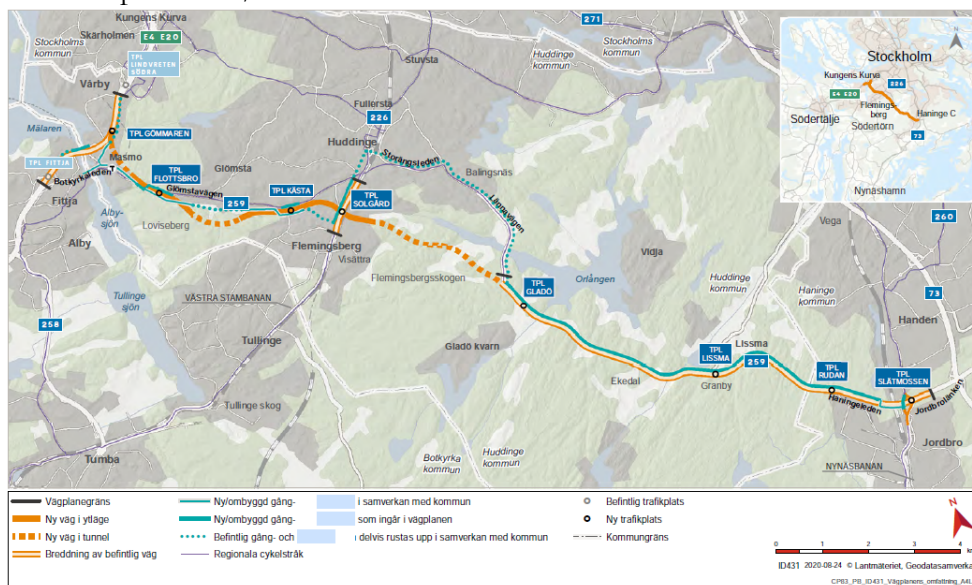 Kungens Kurva
Skärholmen
E4 E20
Stockholms
kommun
TPL
LINDVRETEN
SÖDRA
Vårby
Mälaren
TPL GÖMMAREN
Masmo
TPL FITTJA
Botkyrkaleden
Fittja
TPL
FLOTTSBRO
Glömsta
Glömstavägen
259
Loviseberg
Alby-
sjön
Alby
TPL KÄSTA
Stuvsta
Fullersta
226
Huddinge
Storängsleden
Balingsnäs
Lännavägen
TPL
SOLGÅRD
Flemingsberg
Visättra
Flemingsbergsskogen
271
Huddinge
kommun
Stockholms
kommun
Stockholm
Kungens Kurva
226
E4 E20
Flemings-
berg
Haninge C
Södertälje
Södertörn
73
Nynäshamn
N
Vega
260
Vidja
Orlången
TPL
GLADÖ
Huddinge
kommun
Haninge
kommun
73
Handen
Tullinge
sjön
VÄSTRA STAMBANAN
258
Tullinge
Gladö kvarn
Ekedal
TPL
LISSMA
Lissma
259
Granby
TPL
RUDAN
TPL
SLÄTMOSSEN
Haningeleden
Jordbrolänken
Jordbro
NYNÄSBANAN
Tullinge skog
Tumba
Botkyrka
kommun
Huddinge
kommun
Vägplanegräns
Ny väg i ytläge
Ny väg i tunnel
Breddning av befintlig väg
Ny/ombyggd gång- i samverkan med kommun
Ny/ombyggd gång- som ingår i vägplanen
Befintlig gång- och delvis rustas upp i samverkan med kommun
Regionala cykelstråk
Befintlig trafikplats
Ny trafikplats
Kommungräns
N
0 1 2 3 4
ID431 2020-08-24 © Lantmäteriet, Geodatasamverka
CP83_PB_ID431_Vägplanens_omfattning_A4L